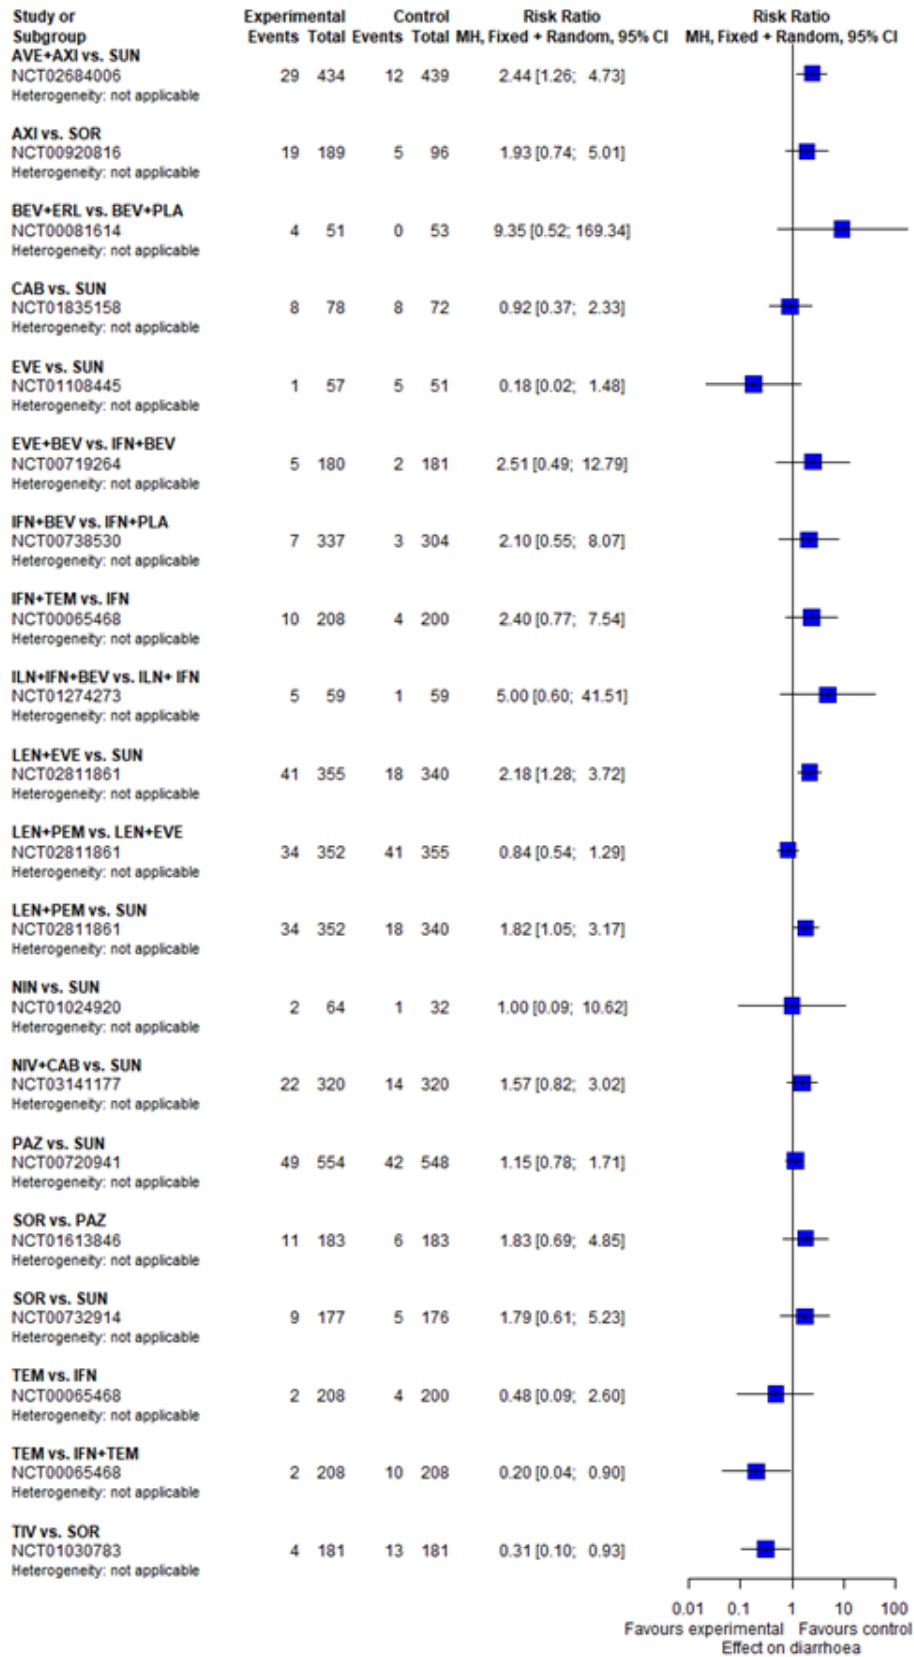 Study or Experimental Control Risk Ratio Risk Ratio
Subgroup Events Total Events Total MH, Fixed + Random, 95% CI MH, Fixed + Random, 95% CI
AVE+AXI vs. SUN
NCT02684006 29 434 12 439 2.44 [1.26; 4.73]
Heterogeneity: not applicable
AXI vs. SOR
NCT00920816 19 189 5 96 1.93 [0.74; 5.01]
Heterogeneity: not applicable
BEV+ERL vs. BEV+PLA
NCT00081614 4 51 0 53 9.35 [0.52; 169.34]
Heterogeneity: not applicable
CAB vs. SUN
NCT01835158 8 78 8 72 0.92 [0.37; 2.33]
Heterogeneity: not applicable
EVE vs. SUN
NCT01108445 1 57 5 51 0.18 [0.02; 1.48]
Heterogeneity: not applicable
EVE+BEV vs. IFN+BEV
NCT00719264 5 180 2 181 2.51 [0.49; 12.79]
Heterogeneity: not applicable
IFN+BEV vs. IFN+PLA
NCT00738530 7 337 3 304 2.10 [0.55; 8.07]
Heterogeneity: not applicable
IFN+TEM vs. IFN
NCT00065468 10 208 4 200 2.40 [0.77; 7.54]
Heterogeneity: not applicable
ILN+IFN+BEV vs. ILN+ IFN
NCT01274273 5 59 1 59 5.00 [0.60; 41.51]
Heterogeneity: not applicable
LEN+EVE vs. SUN
NCT02811861 41 355 18 340 2.18 [1.28; 3.72]
Heterogeneity: not applicable
LEN+PEM vs. LEN+EVE
NCT02811861 34 352 41 355 0.84 [0.54; 1.29]
Heterogeneity: not applicable
LEN+PEM vs. SUN
NCT02811861 34 352 18 340 1.82 [1.05; 3.17]
Heterogeneity: not applicable
NIN vs. SUN
NCT01024920 2 64 1 32 1.00 [0.09; 10.62]
Heterogeneity: not applicable
NIV+CAB vs. SUN
NCT03141177 22 320 14 320 1.57 [0.82; 3.02]
Heterogeneity: not applicable
PAZ vs. SUN
NCT00720941 49 554 42 548 1.15 [0.78; 1.71]
Heterogeneity: not applicable
SOR vs. PAZ
NCT01613846 11 183 6 183 1.83 [0.69; 4.85]
Heterogeneity: not applicable
SOR vs. SUN
NCT00732914 9 177 5 176 1.79 [0.61; 5.23]
Heterogeneity: not applicable
TEM vs. IFN
NCT00065468 2 208 4 200 0.48 [0.09; 2.60]
Heterogeneity: not applicable
TEM vs. IFN+TEM
NCT00065468 2 208 10 208 0.20 [0.04; 0.90]
Heterogeneity: not applicable
TIV vs. SOR
NCT01030783 4 181 13 181 0.31 [0.10; 0.93]
Heterogeneity: not applicable
0.01 0.1 1 10 100
Favours experimental Favours control
Effect on diarrhoea